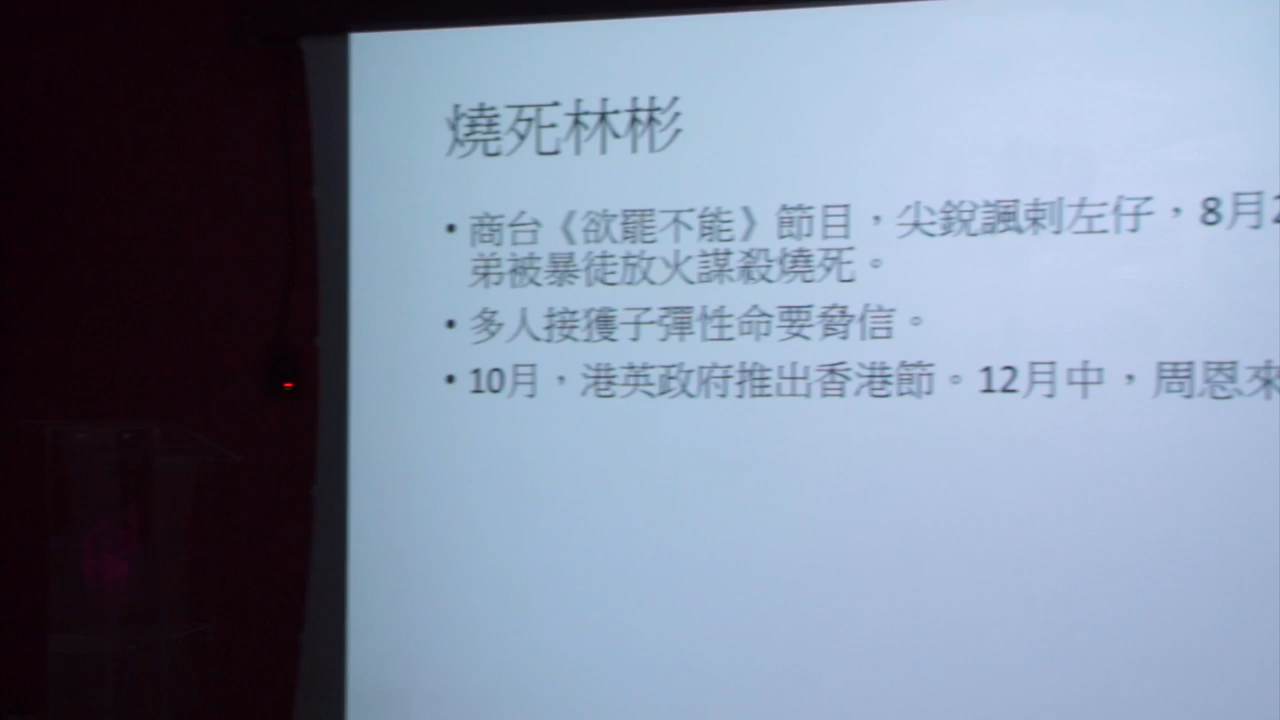 燒死林彬
• 商台《欲罷不能》節目，尖銳諷刺左仔，8月2
弟被暴徒放火謀殺燒死。
• 多人接獲子彈性命要脅信。
• 10月，港英政府推出香港節。12月中，周恩來